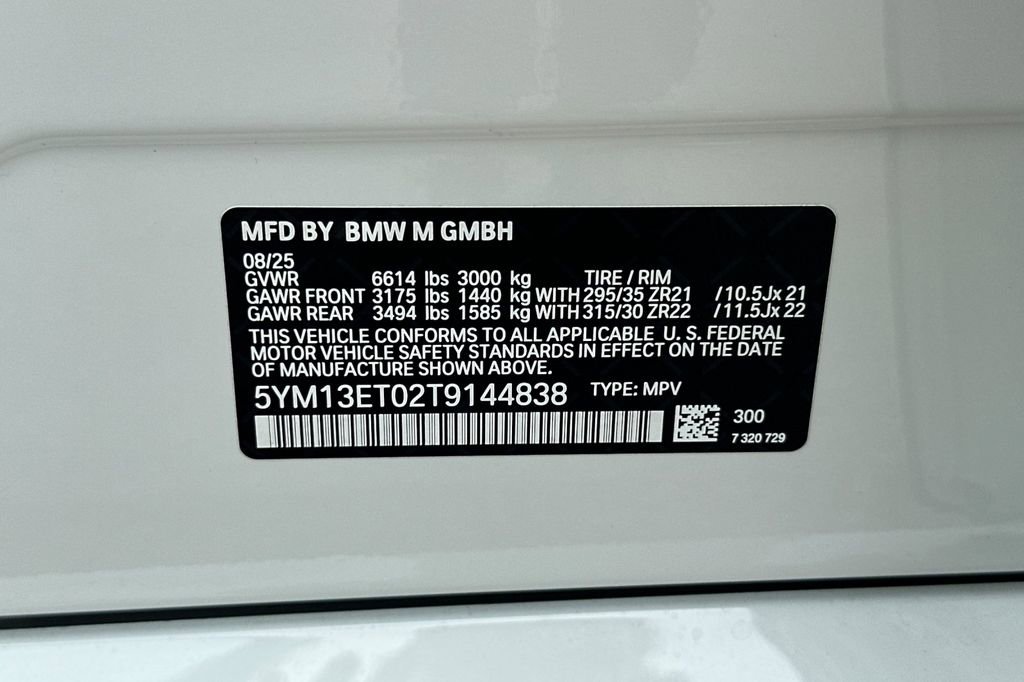 MFD BY BMW M GMBH
08/25
GVWR 6614 lbs 3000 kg TIRE / RIM
GAWR FRONT 3175 lbs 1440 kg WITH 295/35 ZR21 /10.5Jx 21
GAWR REAR 3494 lbs 1585 kg WITH 315/30 ZR22 /11.5Jx 22
THIS VEHICLE CONFORMS TO ALL APPLICABLE U. S. FEDERAL
MOTOR VEHICLE SAFETY STANDARDS IN EFFECT ON THE DATE
OF MANUFACTURE SHOWN ABOVE.
5YM13ET02T9144838 TYPE: MPV
300
7 320 729